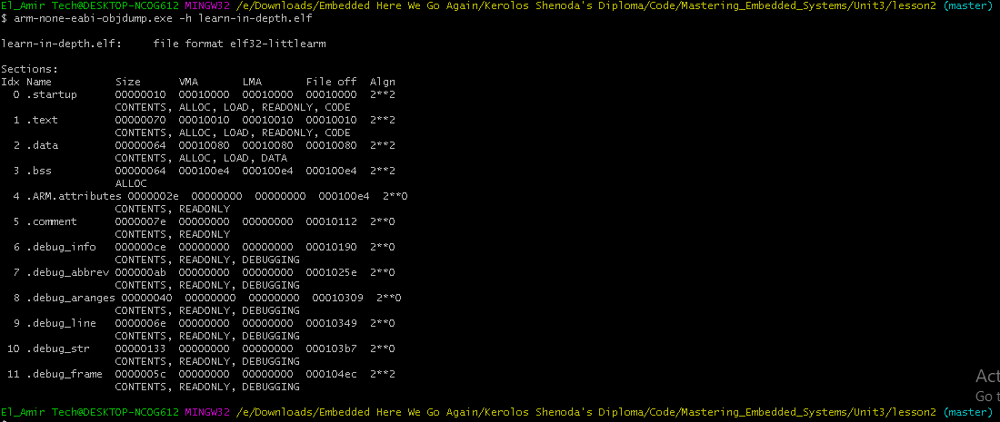 El_Amir Tech@DESKTOP-NCOG612 MINGW32 /e/Downloads/Embedded Here We Go Again/Kerolos Shenoda's Diploma/Code/Mastering_Embedded_Systems/Unit3/lesson2 (master)
$ arm-none-eabi-objdump.exe -h learn-in-depth.elf
learn-in-depth.elf:     file format elf32-littlearm
Sections:
Idx Name          Size      VMA       LMA       File off  Algn
  0 .startup      00000010  00010000  00010000  00010000  2**2
                  CONTENTS, ALLOC, LOAD, READONLY, CODE
  1 .text         00000070  00010010  00010010  00010010  2**2
                  CONTENTS, ALLOC, LOAD, READONLY, CODE
  2 .data         00000064  00010080  00010080  00010080  2**2
                  CONTENTS, ALLOC, LOAD, DATA
  3 .bss          00000064  000100e4  000100e4  000100e4  2**2
                  ALLOC
  4 .ARM.attributes 0000002e  00000000  00000000  000100e4  2**0
                  CONTENTS, READONLY
  5 .comment      0000007e  00000000  00000000  00010112  2**0
                  CONTENTS, READONLY
  6 .debug_info   000000ce  00000000  00000000  00010190  2**0
                  CONTENTS, READONLY, DEBUGGING
  7 .debug_abbrev 000000ab  00000000  00000000  0001025e  2**0
                  CONTENTS, READONLY, DEBUGGING
  8 .debug_aranges 00000040  00000000  00000000  00010309  2**0
                  CONTENTS, READONLY, DEBUGGING
  9 .debug_line   0000006e  00000000  00000000  00010349  2**0
                  CONTENTS, READONLY, DEBUGGING
 10 .debug_str    00000133  00000000  00000000  000103b7  2**0
                  CONTENTS, READONLY, DEBUGGING
 11 .debug_frame  0000005c  00000000  00000000  000104ec  2**2
                  CONTENTS, READONLY, DEBUGGING
Act
Go t
El_Amir Tech@DESKTOP-NCOG612 MINGW32 /e/Downloads/Embedded Here We Go Again/Kerolos Shenoda's Diploma/Code/Mastering_Embedded_Systems/Unit3/lesson2 (master)